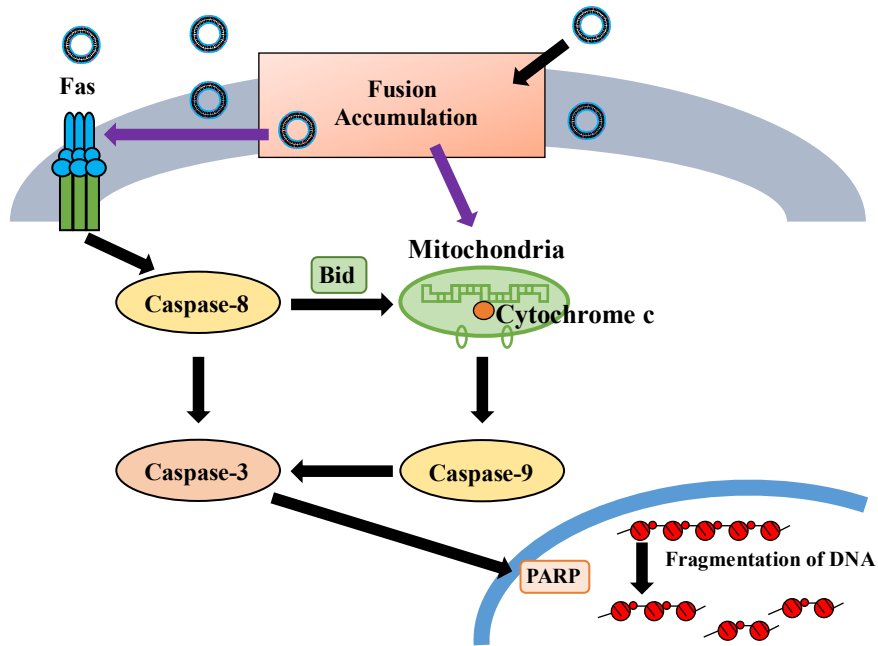 Fas
Fusion
Accumulation
Mitochondria
Bid
Caspase-8
Cytochrome c
Caspase-3
Caspase-9
Fragmentation of DNA
PARP